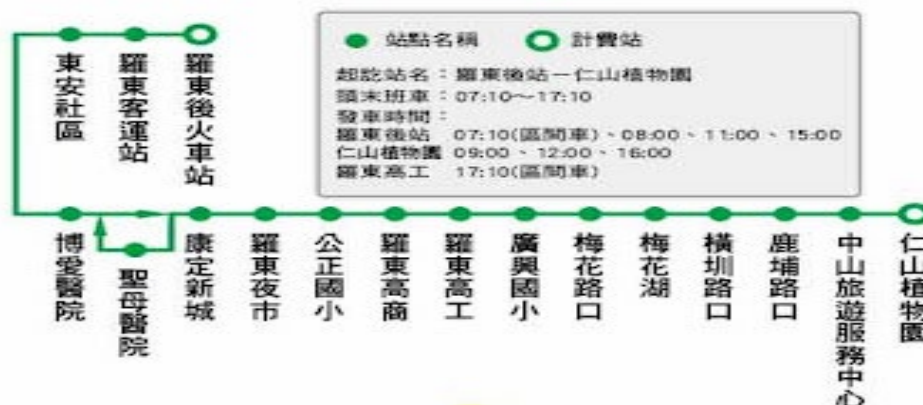 站點名稱 計費站
起訖站名：羅東後站－仁山植物園
頭末班車：07:10～17:10
發車時間：
羅東後站 07:10(區間車)、08:00、11:00、15:00
仁山植物園 09:00、12:00、16:00
羅東高工 17:10(區間車)
東安社區
羅東客運站
羅東後火車站
博愛醫院
聖母醫院
康定新城
羅東夜市
公正國小
羅東高商
羅東高工
廣興國小
梅花路口
梅花湖
橫圳路口
鹿埔路口
中山旅遊服務中心
仁山植物園